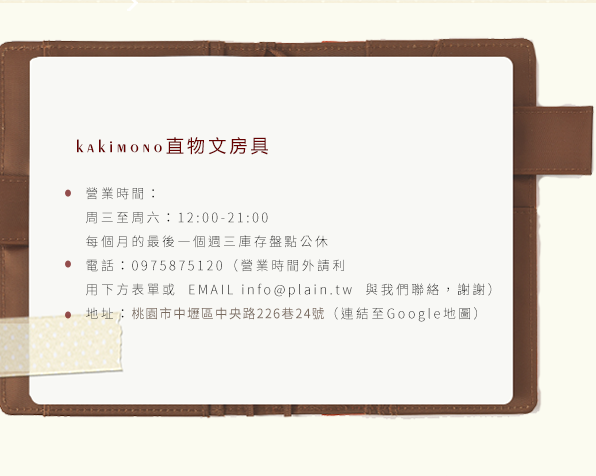 kakimono直物文房具
營業時間：
周三至周六：12:00-21:00
每個月的最後一個週三庫存盤點公休
電話：0975875120（營業時間外請利
用下方表單或 EMAIL info@plain.tw 與我們聯絡，謝謝）
地址：桃園市中壢區中央路226巷24號（連結至Google地圖）